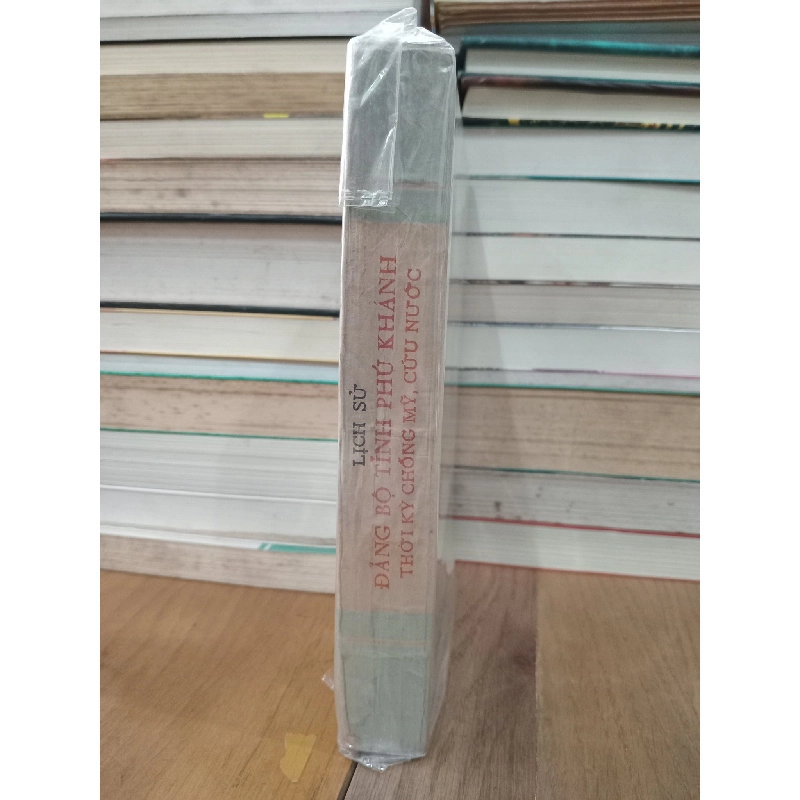 LỊCH SỬ
ĐẢNG BỘ TỈNH PHÚ KHÁNH
THỜI KỲ CHỐNG MỸ, CỨU NƯỚC